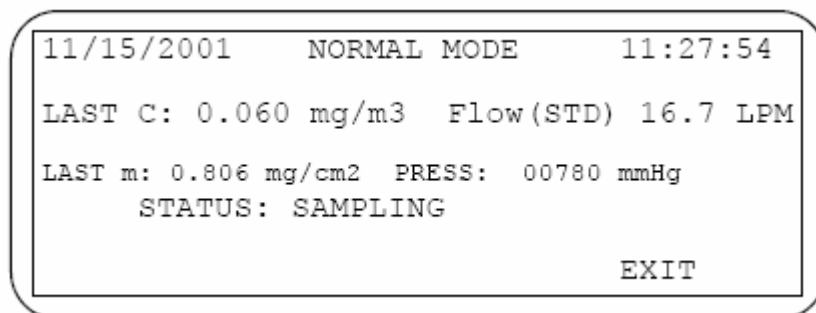 11/15/2001 NORMAL MODE 11:27:54
LAST C: 0.060 mg/m3 Flow(STD) 16.7 LPM
LAST m: 0.806 mg/cm2 PRESS: 00780 mmHg
STATUS: SAMPLING
EXIT